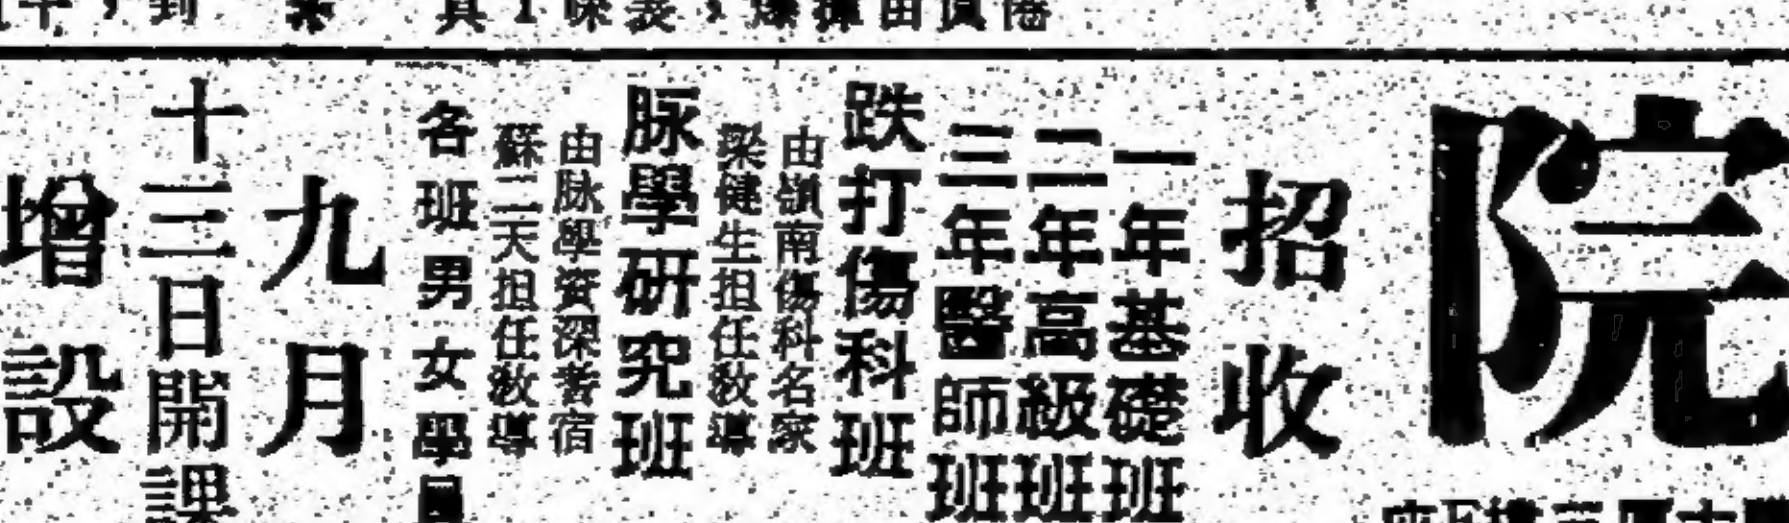 院
招收
一年基礎班
二年高級班
三年醫師班
跌打傷科班
由嶺南傷科名家
梁健生担任教導
脉學研究班
由脉學資深耆宿
蘇二天担任教導
各班男女學員
九月
十三日開課
增設